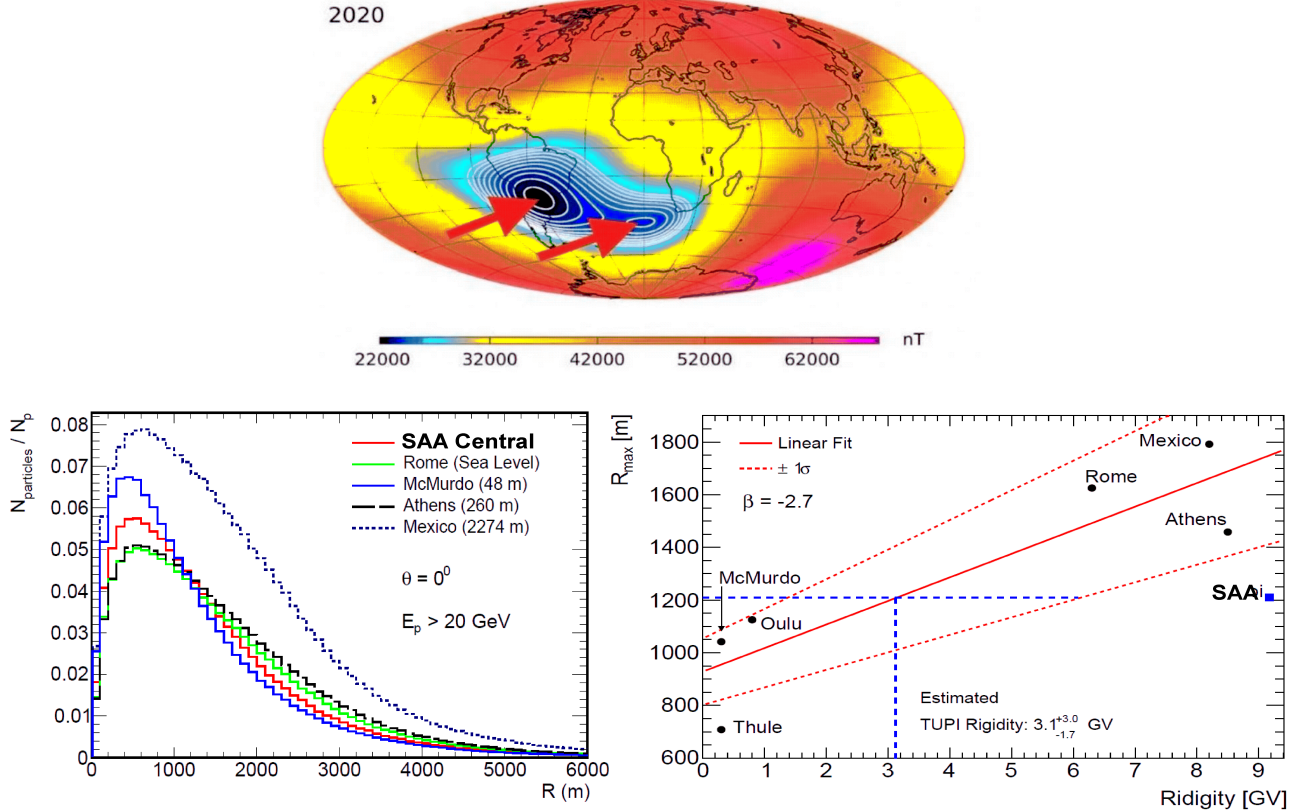 2020
22000 32000 42000 52000 62000 nT
N_particles / N_p
0.08
0.07
0.06
0.05
0.04
0.03
0.02
0.01
0
SAA Central
Rome (Sea Level)
McMurdo (48 m)
Athens (260 m)
Mexico (2274 m)
θ = 0⁰
E_p > 20 GeV
0 1000 2000 3000 4000 5000 6000
R (m)
R_max [m]
1800
1600
1400
1200
1000
800
600
Linear Fit
± 1σ
β = -2.7
Mexico
Rome
Athens
SAA
McMurdo
Oulu
Thule
Estimated
TUPI Rigidity: 3.1 +3.0 -1.7 GV
0 1 2 3 4 5 6 7 8 9
Ridigity [GV]